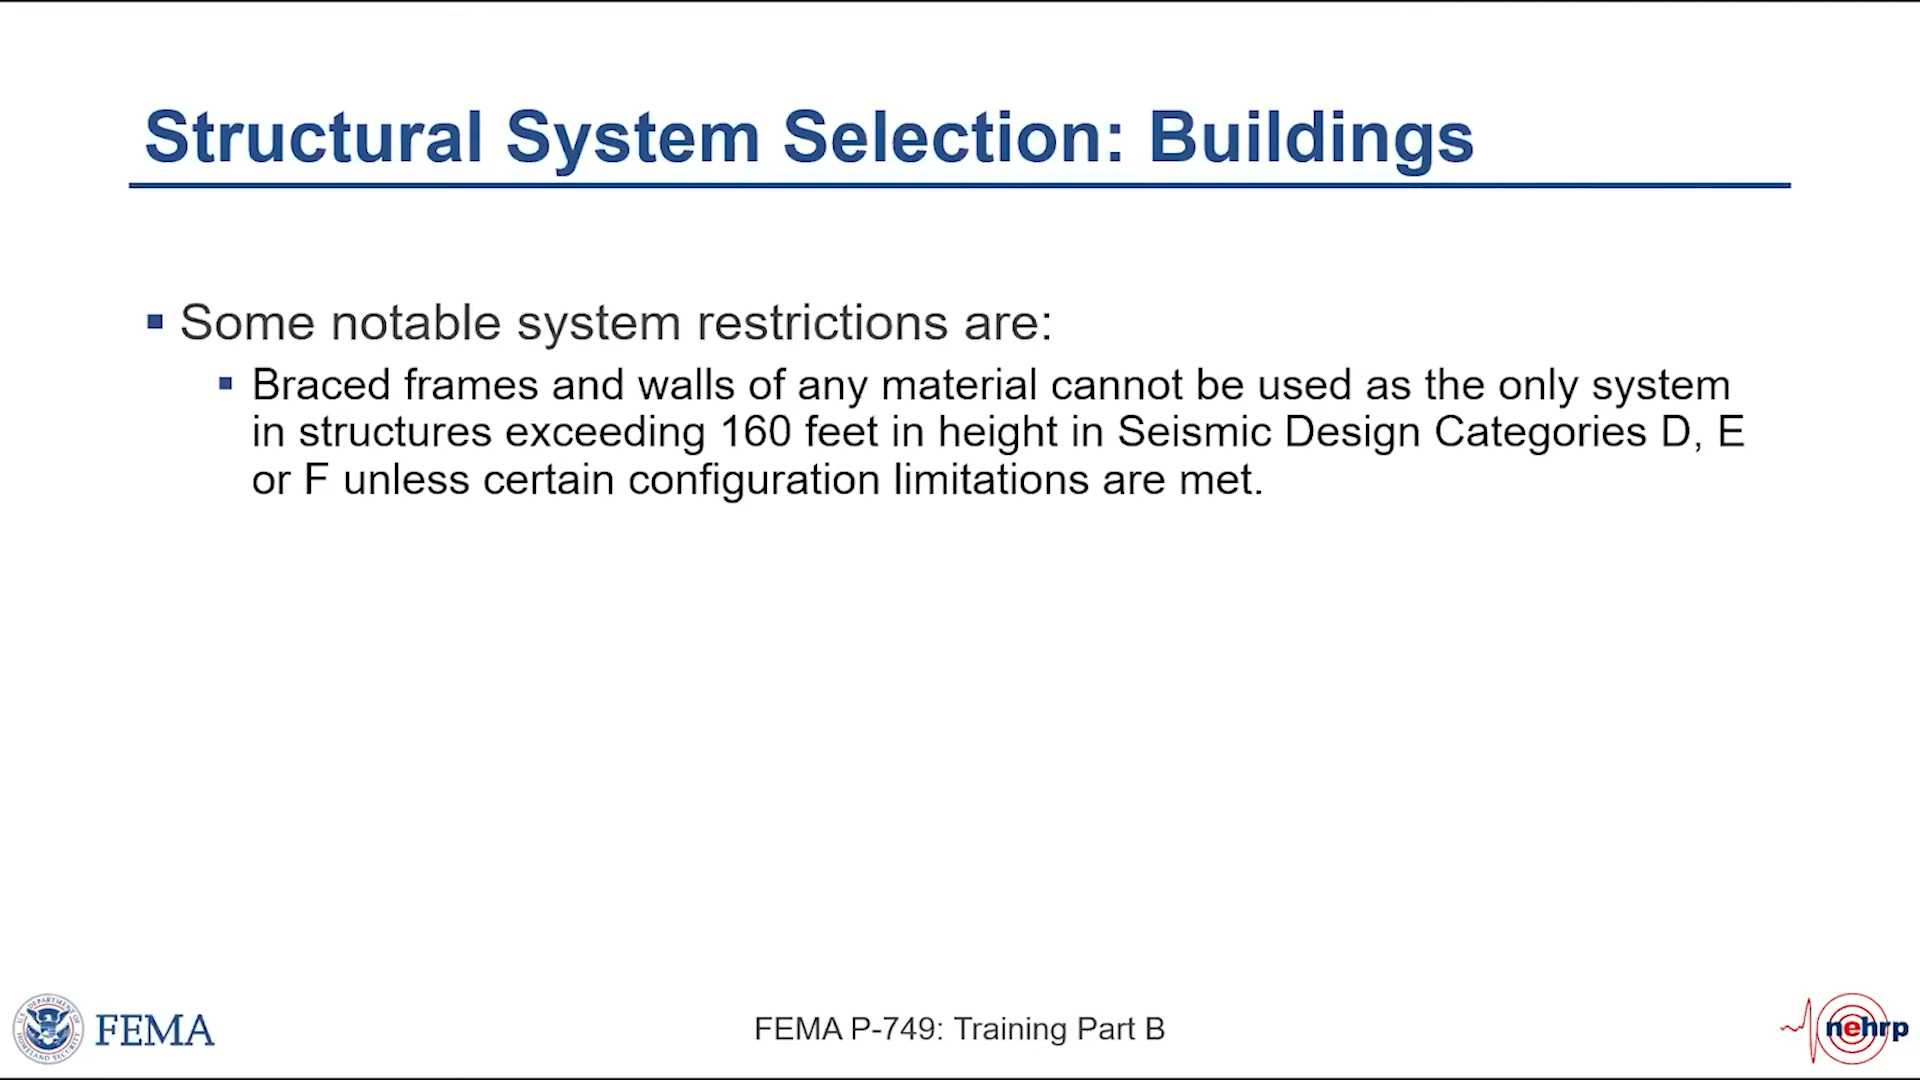 Structural System Selection: Buildings
▪ Some notable system restrictions are:
▪ Braced frames and walls of any material cannot be used as the only system
in structures exceeding 160 feet in height in Seismic Design Categories D, E
or F unless certain configuration limitations are met.
FEMA
FEMA P-749: Training Part B
nehrp